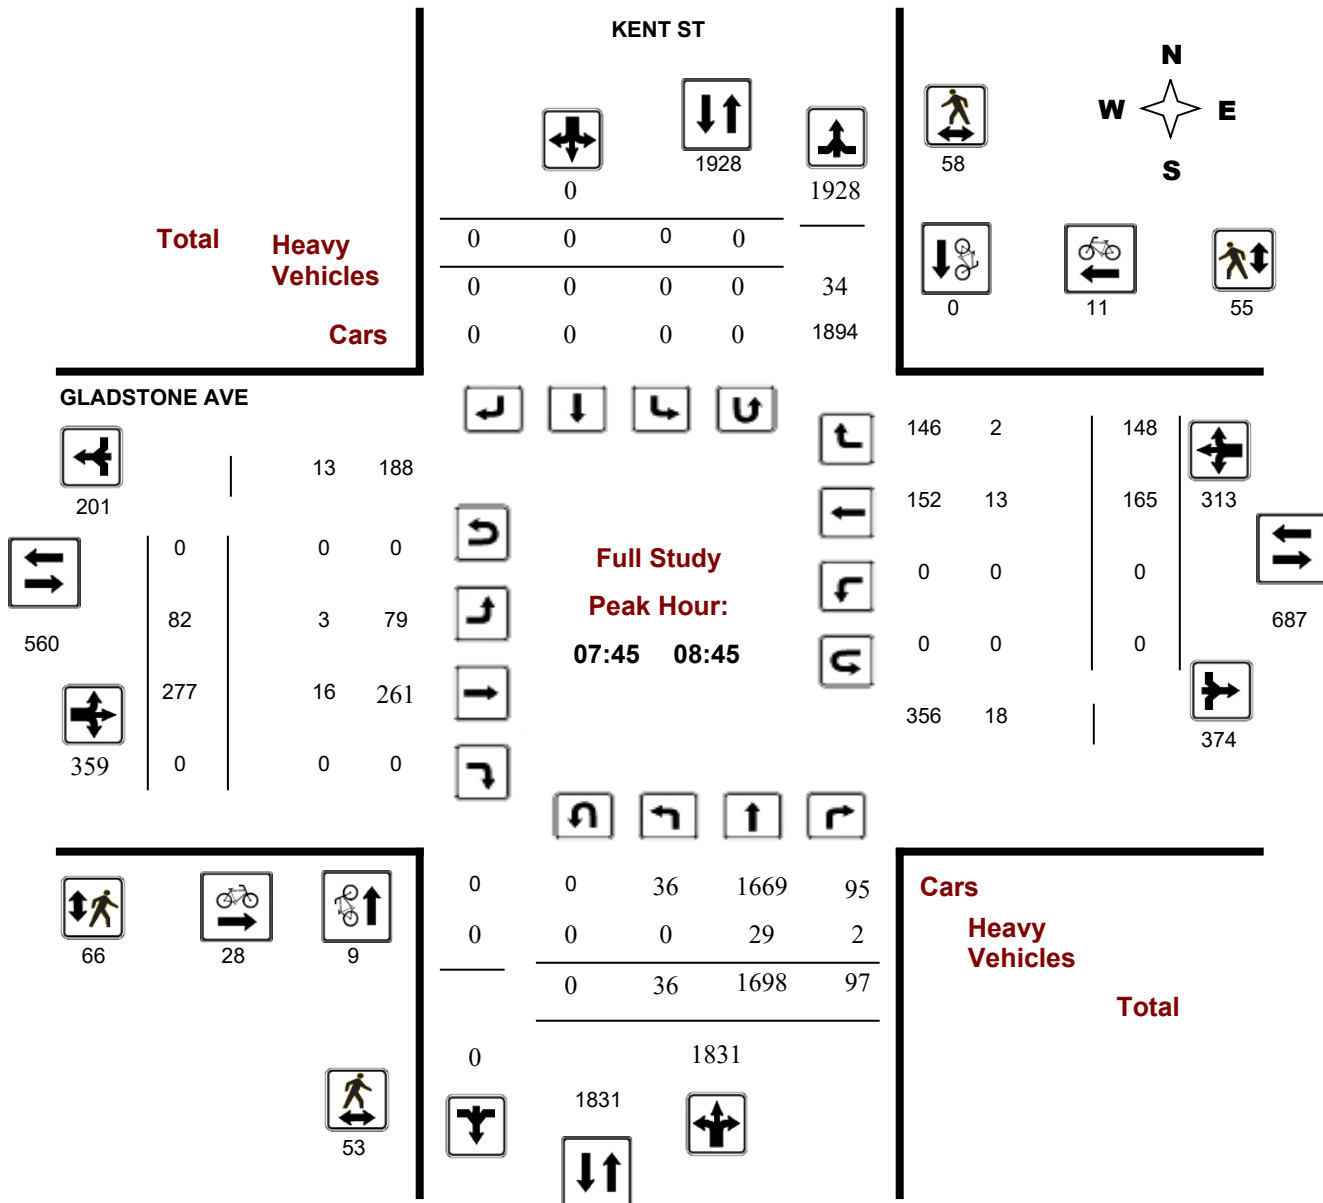 KENT ST
N
W E
S
1928
58
0 1928
Total Heavy Vehicles
0 0 0 0
0 0 0 0 34
0 11 55
Cars 0 0 0 0 1894
GLADSTONE AVE
146 2 148
13 188
201
152 13 165 313
0 0 0
Full Study
0 0 0
Peak Hour:
82 3 79
687
560
07:45 08:45
0 0 0
277 16 261
356 18
374
359 0 0 0
0 0 36 1669 95
Cars
0 0 0 29 2
Heavy Vehicles
66 28 9
0 36 1698 97
Total
0 1831
1831
53